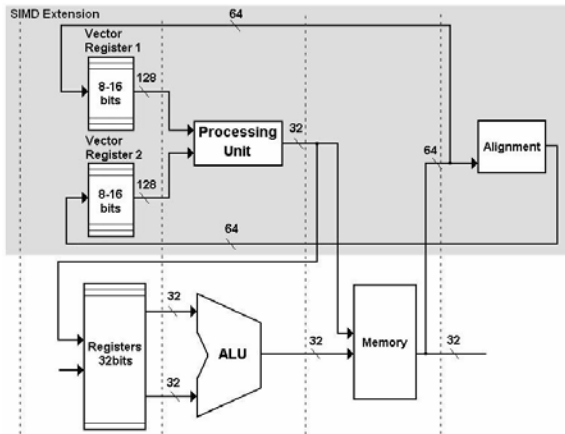 SIMD Extension
64
Vector
Register 1
8-16
bits
128
Processing
Unit
32
Vector
Register 2
8-16
bits
128
64
Alignment
64
Registers
32bits
32
32
ALU
32
Memory
32